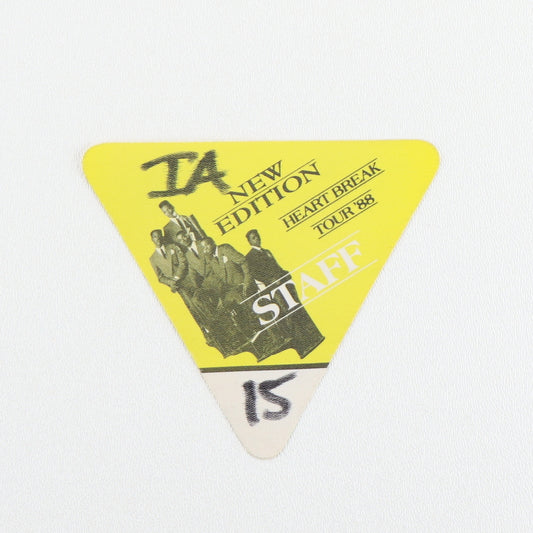 IA
NEW
EDITION
HEART BREAK
TOUR '88
STAFF
15